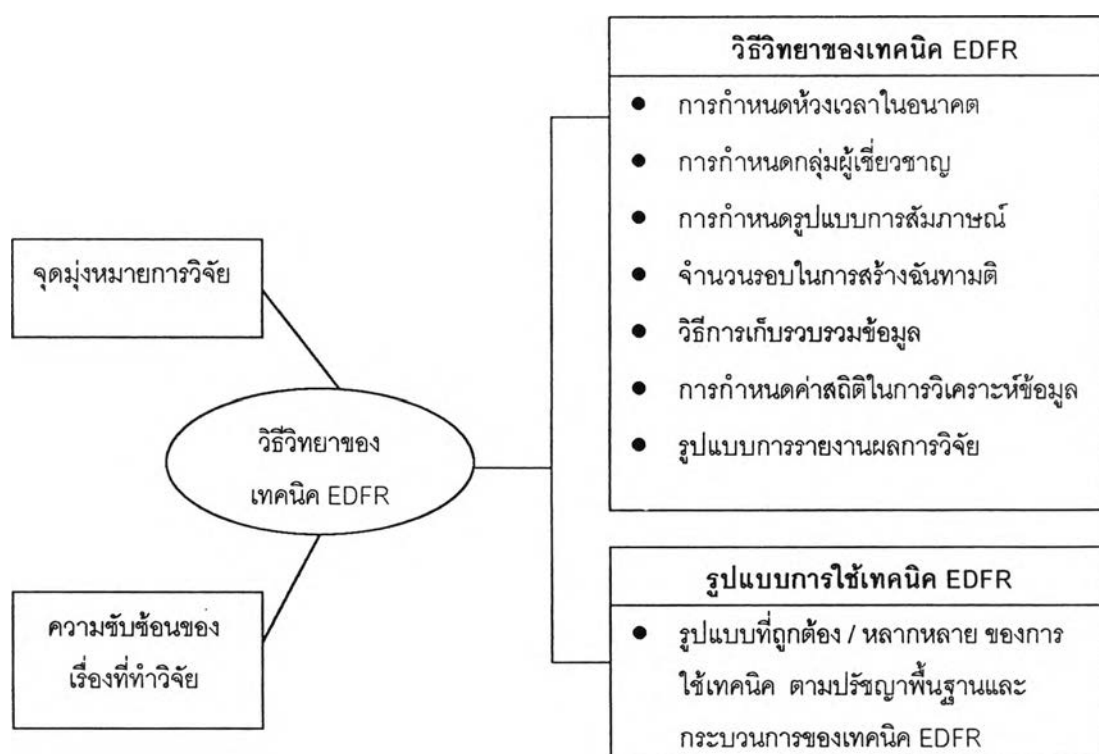 วิธีวิทยาของเทคนิค EDFR
● การกำหนดห้วงเวลาในอนาคต
● การกำหนดกลุ่มผู้เชี่ยวชาญ
● การกำหนดรูปแบบการสัมภาษณ์
● จำนวนรอบในการสร้างฉันทามติ
● วิธีการเก็บรวบรวมข้อมูล
● การกำหนดค่าสถิติในการวิเคราะห์ข้อมูล
● รูปแบบการรายงานผลการวิจัย
จุดมุ่งหมายการวิจัย
วิธีวิทยาของ
เทคนิค EDFR
ความซับซ้อนของ
เรื่องที่ทำวิจัย
รูปแบบการใช้เทคนิค EDFR
● รูปแบบที่ถูกต้อง / หลากหลาย ของการ
ใช้เทคนิค ตามปรัชญาพื้นฐานและ
กระบวนการของเทคนิค EDFR